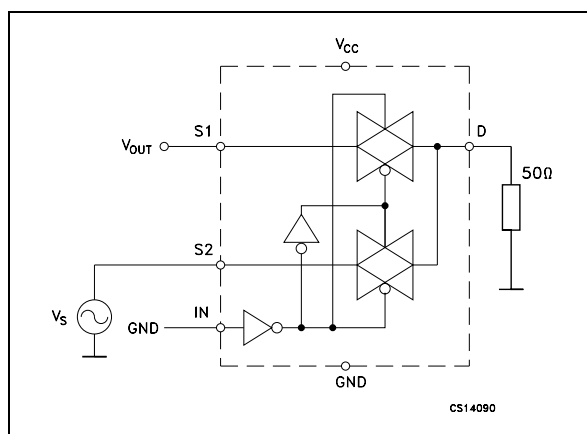 VCC
S1
D
VOUT
50Ω
S2
IN
VS
GND
GND
CS14090